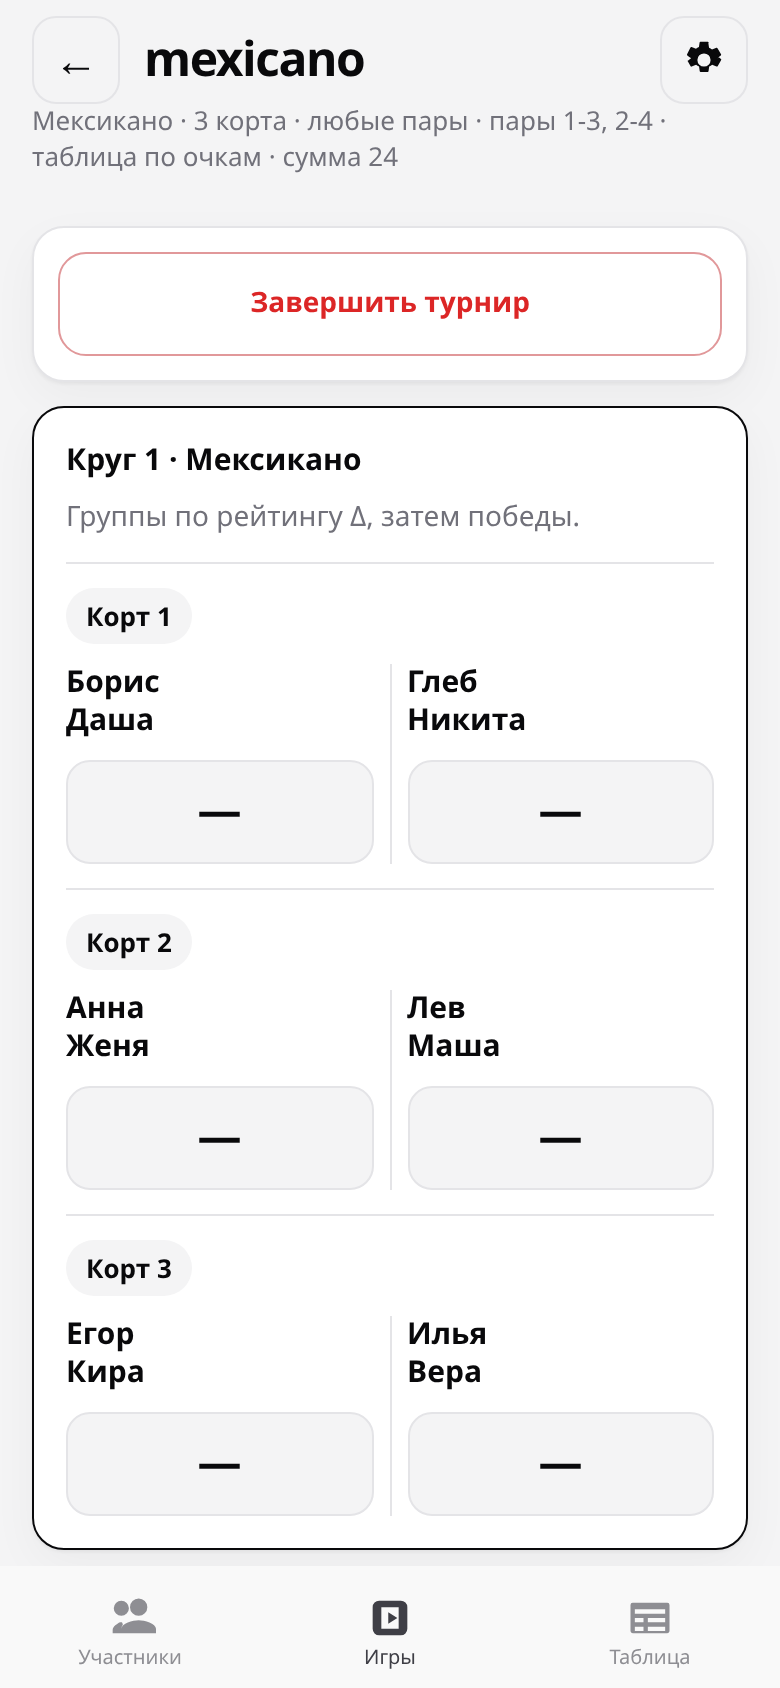 ← mexicano
Мексикано · 3 корта · любые пары · пары 1-3, 2-4 ·
таблица по очкам · сумма 24
Завершить турнир
Круг 1 · Мексикано
Группы по рейтингу Δ, затем победы.
Корт 1
Борис
Даша
Глеб
Никита
—
—
Корт 2
Анна
Женя
Лев
Маша
—
—
Корт 3
Егор
Кира
Илья
Вера
—
—
Участники
Игры
Таблица